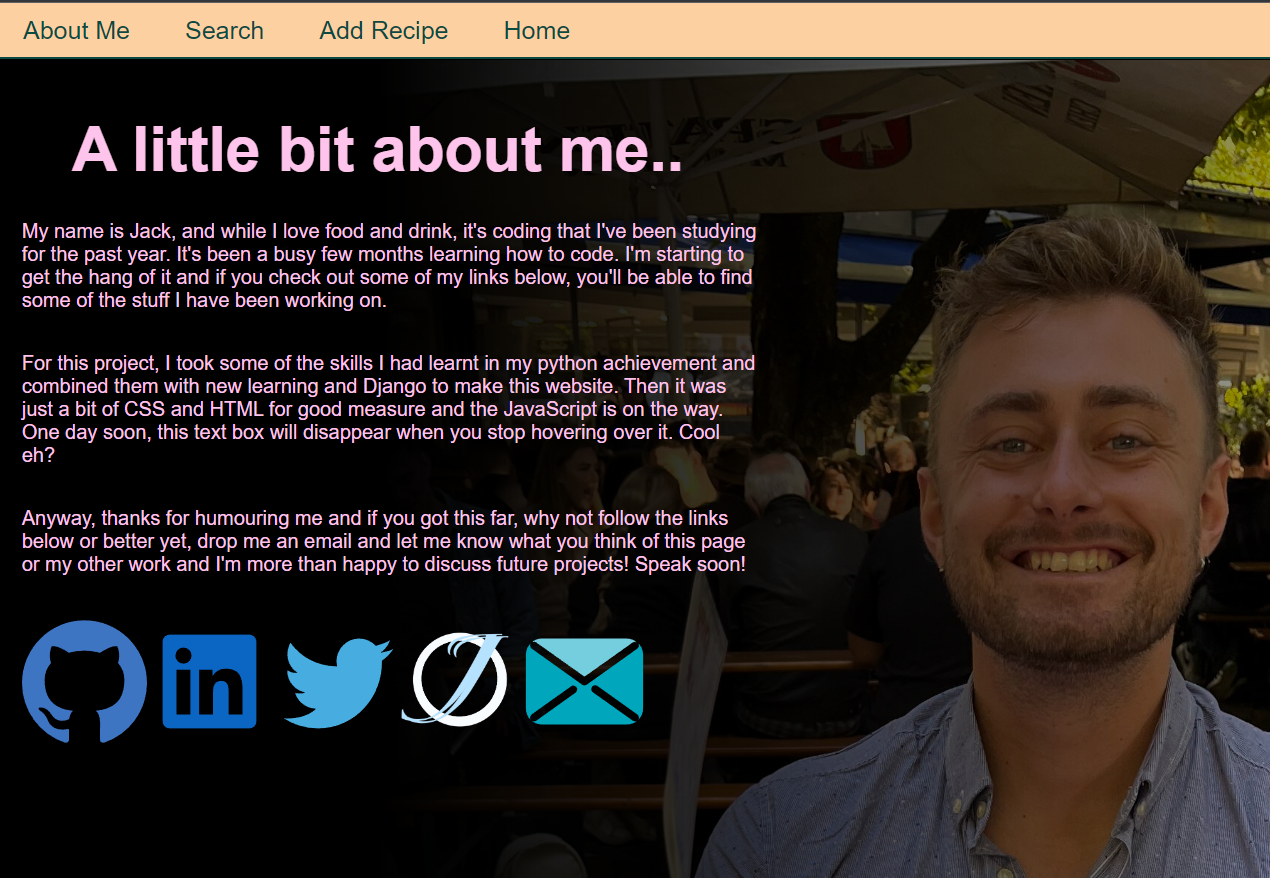 About Me Search Add Recipe Home
A little bit about me..
My name is Jack, and while I love food and drink, it's coding that I've been studying
for the past year. It's been a busy few months learning how to code. I'm starting to
get the hang of it and if you check out some of my links below, you'll be able to find
some of the stuff I have been working on.
For this project, I took some of the skills I had learnt in my python achievement and
combined them with new learning and Django to make this website. Then it was
just a bit of CSS and HTML for good measure and the JavaScript is on the way.
One day soon, this text box will disappear when you stop hovering over it. Cool
eh?
Anyway, thanks for humouring me and if you got this far, why not follow the links
below or better yet, drop me an email and let me know what you think of this page
or my other work and I'm more than happy to discuss future projects! Speak soon!
in